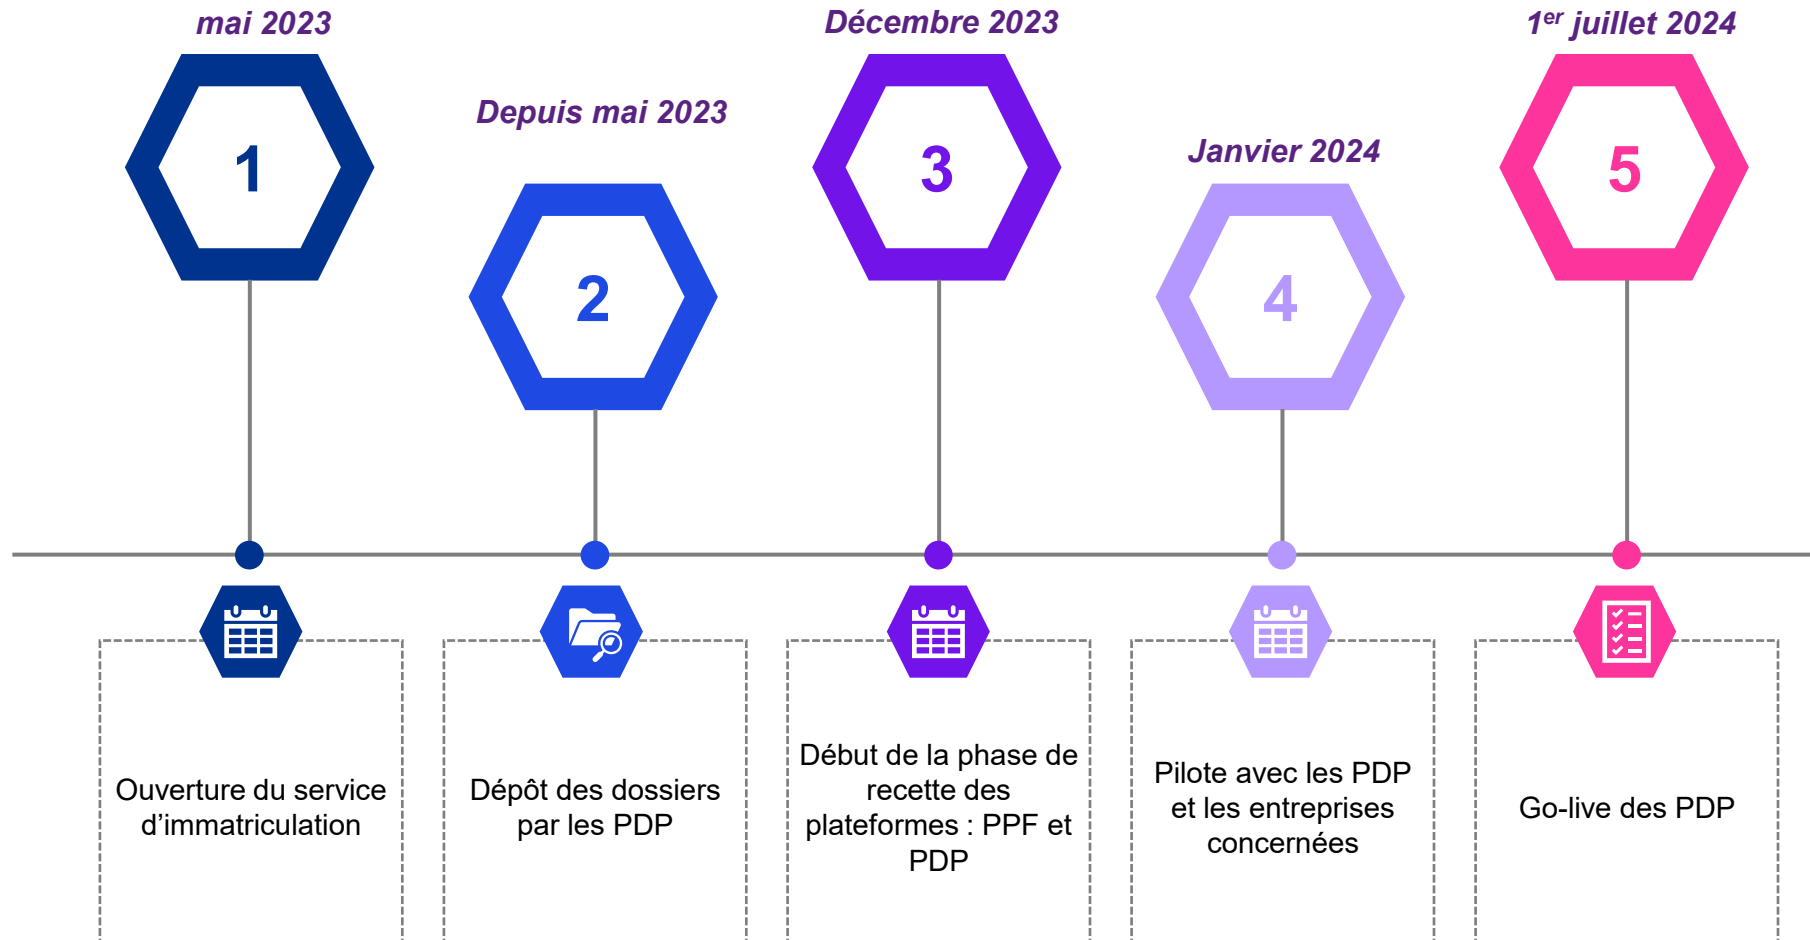 mai 2023
1
Ouverture du service
d’immatriculation
Depuis mai 2023
2
Dépôt des dossiers
par les PDP
Décembre 2023
3
Début de la phase de
recette des
plateformes : PPF et
PDP
Janvier 2024
4
Pilote avec les PDP
et les entreprises
concernées
1er juillet 2024
5
Go-live des PDP